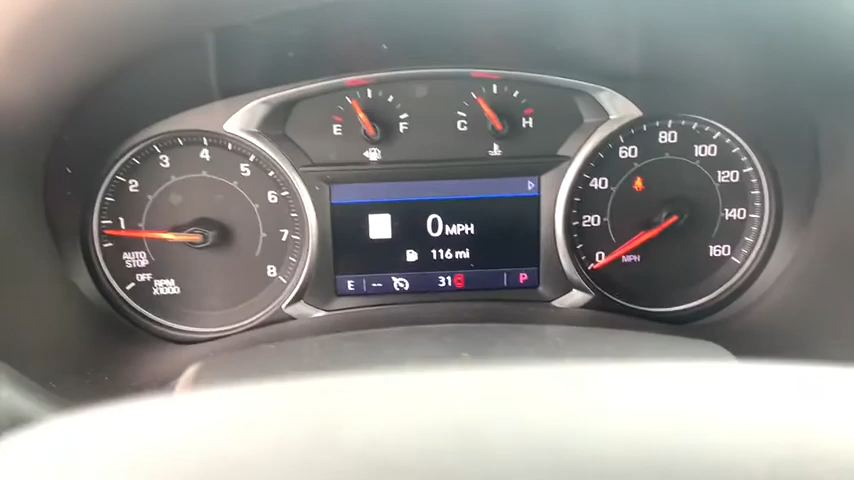 E F
C H
1 2 3 4 5 6 7 8
AUTO
STOP
OFF
RPM
X1000
0 MPH
116 mi
E -- 31 P
0 20 40 60 80 100 120 140 160
MPH